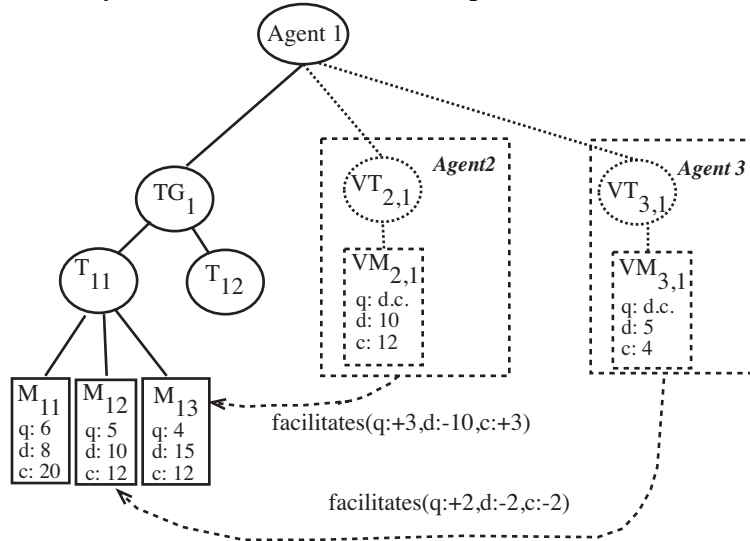 Agent 1
Agent2
Agent 3
TG1
VT2,1
VT3,1
T11
T12
VM2,1
q: d.c.
d: 10
c: 12
VM3,1
q: d.c.
d: 5
c: 4
M11
q: 6
d: 8
c: 20
M12
q: 5
d: 10
c: 12
M13
q: 4
d: 15
c: 12
facilitates(q:+3,d:-10,c:+3)
facilitates(q:+2,d:-2,c:-2)